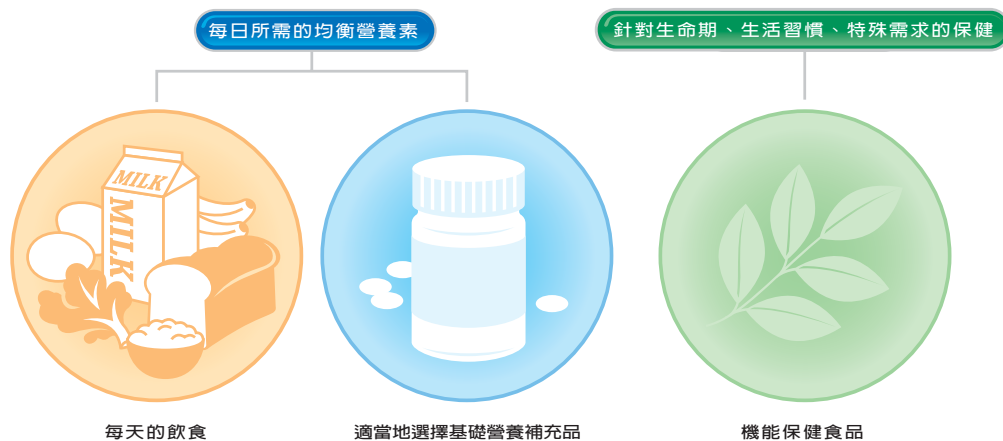 每日所需的均衡營養素
針對生命期、生活習慣、特殊需求的保健
MILK
MILK
每天的飲食
適當地選擇基礎營養補充品
機能保健食品